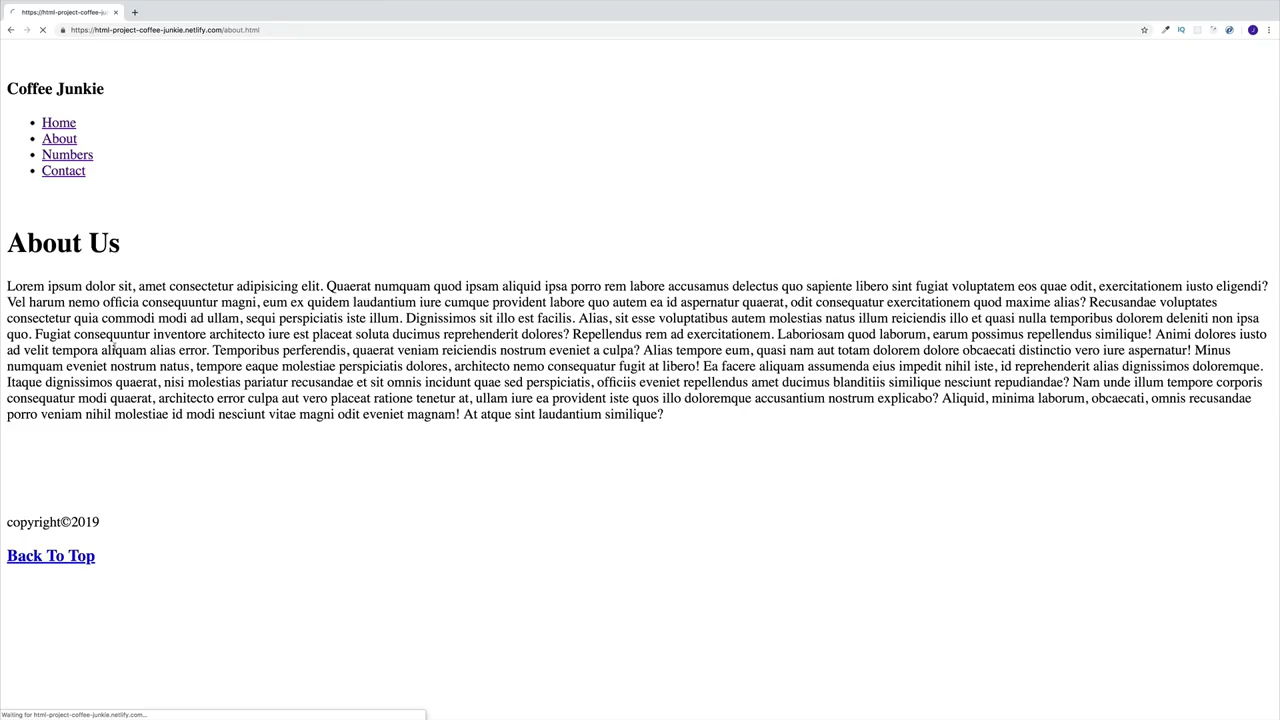 https://html-project-coffee-ju
https://html-project-coffee-junkie.netlify.com/about.html
Coffee Junkie
Home
About
Numbers
Contact
About Us
Lorem ipsum dolor sit, amet consectetur adipisicing elit. Quaerat numquam quod ipsam aliquid ipsa porro rem labore accusamus delectus quo sapiente libero sint fugiat voluptatem eos quae odit, exercitationem iusto eligendi?
Vel harum nemo officia consequuntur magni, eum ex quidem laudantium iure cumque provident labore quo autem ea id aspernatur quaerat, odit consequatur exercitationem quod maxime alias? Recusandae voluptates
consectetur quia commodi modi ad ullam, sequi perspiciatis iste illum. Dignissimos sit illo est facilis. Alias, sit esse voluptatibus autem molestias natus illum reiciendis illo et quasi nulla temporibus dolorem deleniti non ipsa
quo. Fugiat consequuntur inventore architecto iure est placeat soluta ducimus reprehenderit dolores? Repellendus rem ad exercitationem. Laboriosam quod laborum, earum possimus repellendus similique! Animi dolores iusto
ad velit tempora aliquam alias error. Temporibus perferendis, quaerat veniam reiciendis nostrum eveniet a culpa? Alias tempore eum, quasi nam aut totam dolorem dolore obcaecati distinctio vero iure aspernatur! Minus
numquam eveniet nostrum natus, tempore eaque molestiae perspiciatis dolores, architecto nemo consequatur fugit at libero! Ea facere aliquam assumenda eius impedit nihil iste, id reprehenderit alias dignissimos doloremque.
Itaque dignissimos quaerat, nisi molestias pariatur recusandae et sit omnis incidunt quae sed perspiciatis, officiis eveniet repellendus amet ducimus blanditiis similique nesciunt repudiandae? Nam unde illum tempore corporis
consequatur modi quaerat, architecto error culpa aut vero placeat ratione tenetur at, ullam iure ea provident iste quos illo doloremque accusantium nostrum explicabo? Aliquid, minima laborum, obcaecati, omnis recusandae
porro veniam nihil molestiae id modi nesciunt vitae magni odit eveniet magnam! At atque sint laudantium similique?
copyright©2019
Back To Top
Waiting for html-project-coffee-junkie.netlify.com...